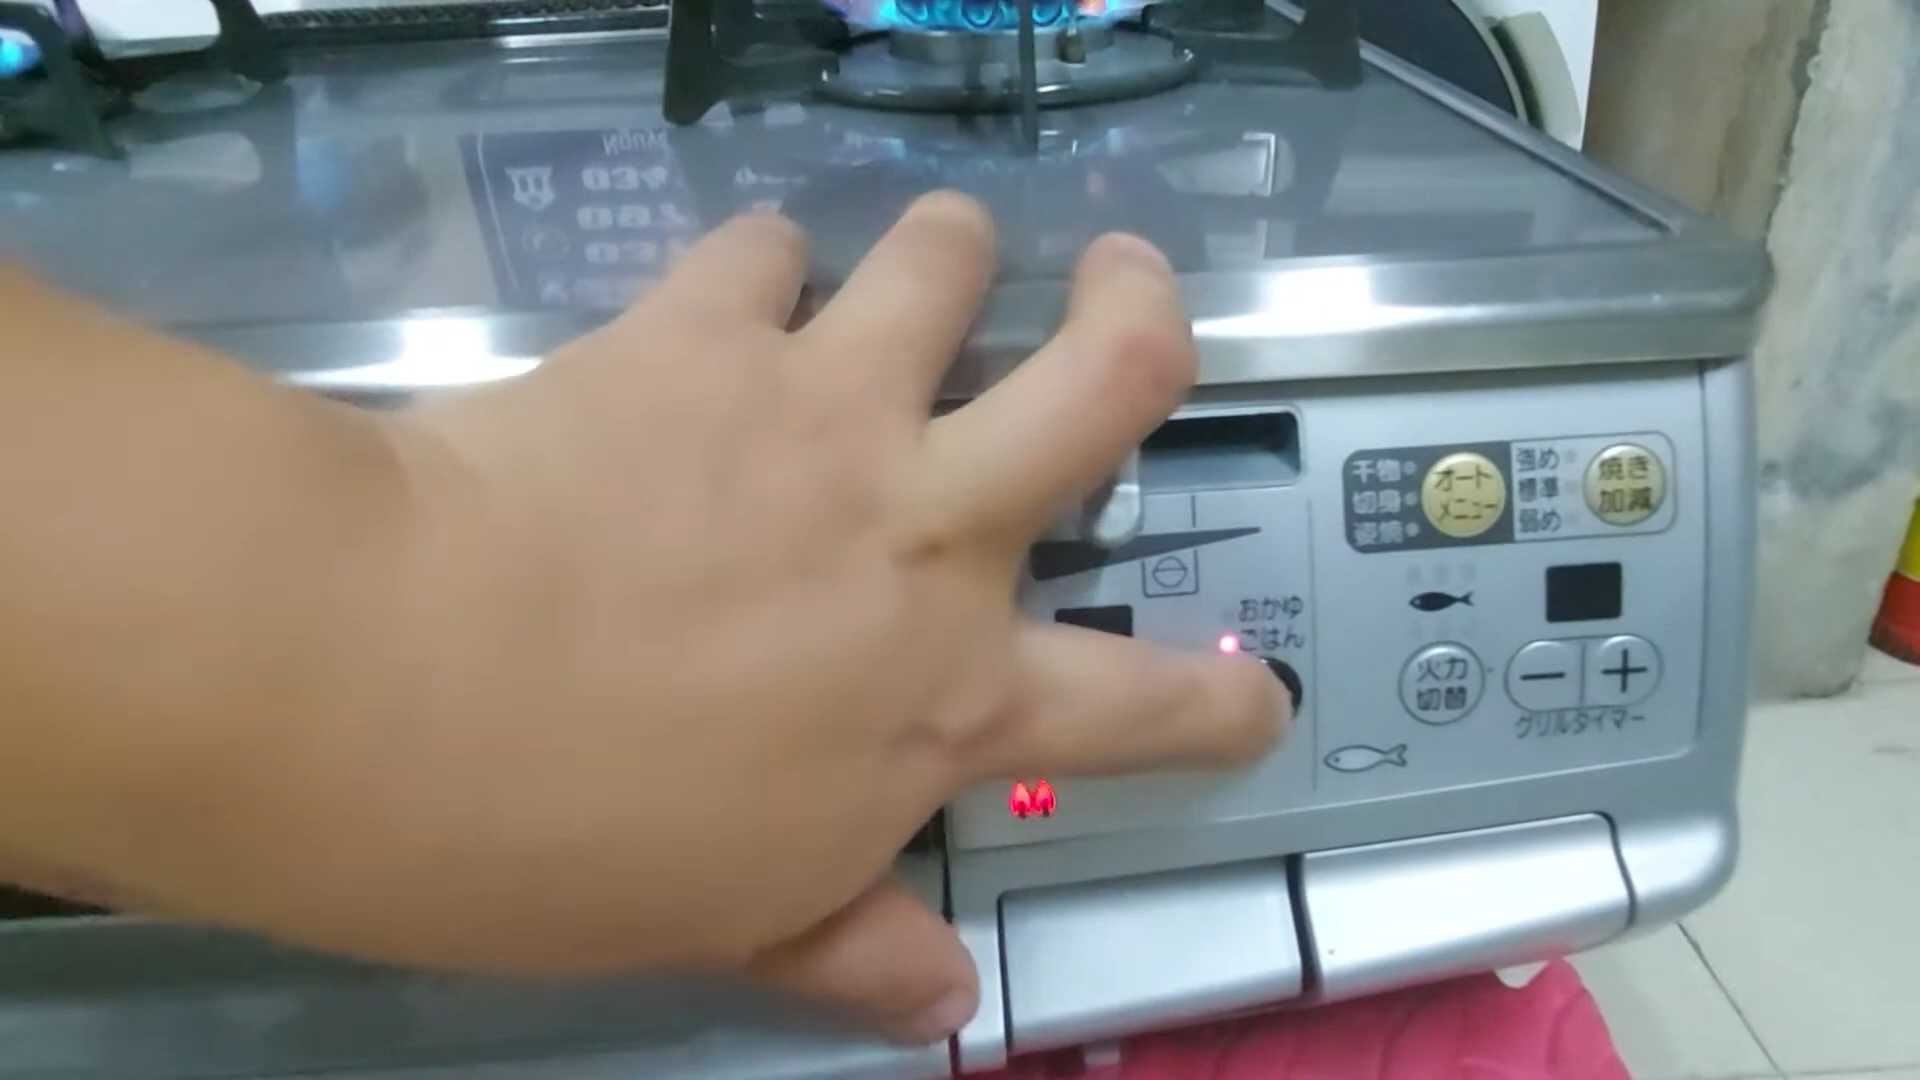 干物
切身
姿焼
オート
メニュー
強め
標準
弱め
焼き
加減
おかゆ
ごはん
火力
切替
− +
グリルタイマー